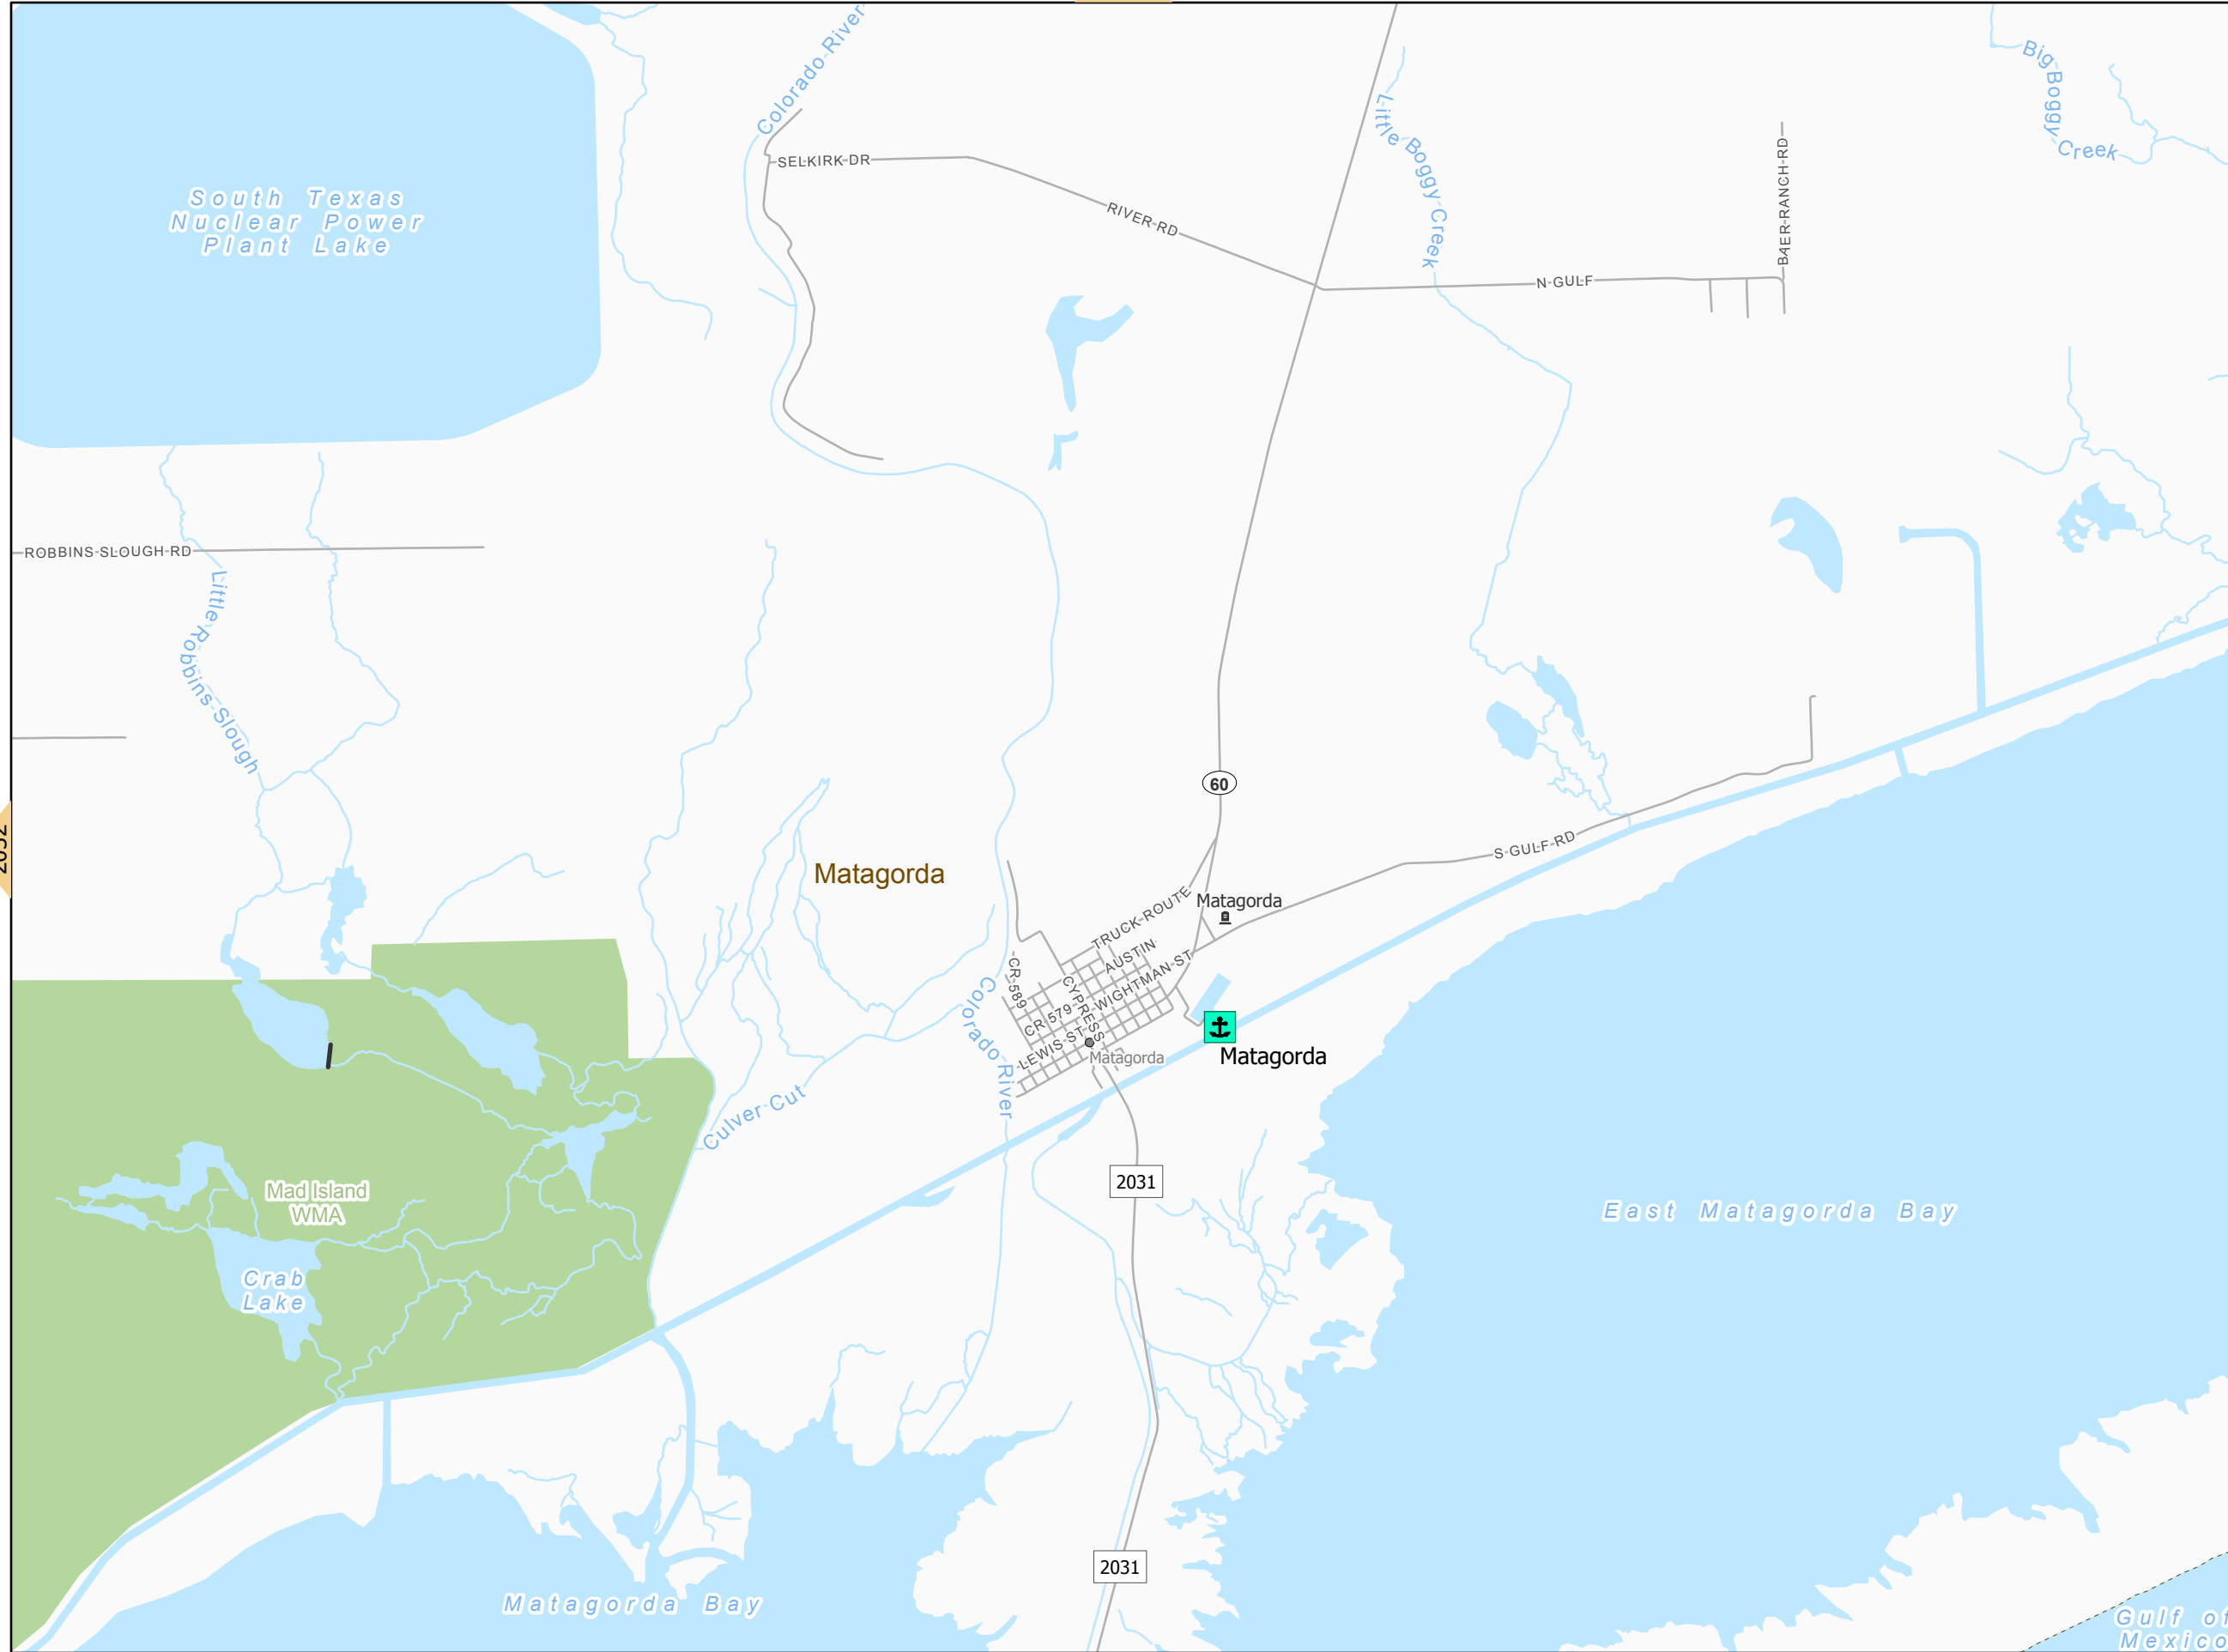 Colorado River
Big Boggy Creek
Little Boggy Creek
SELKIRK DR
BAER RANCH RD
South Texas
Nuclear Power
Plant Lake
RIVER RD
N GULF
ROBBINS SLOUGH RD
Little Robbins Slough
60
S GULF RD
Matagorda
Matagorda
TRUCK ROUTE
AUSTIN
WIGHTMAN ST
CR 589
CYPRESS
CR 579
LEWIS ST
Colorado River
Matagorda
Matagorda
Culver Cut
2031
Mad Island
WMA
East Matagorda Bay
Crab
Lake
2031
Matagorda Bay
Gulf of
Mexico